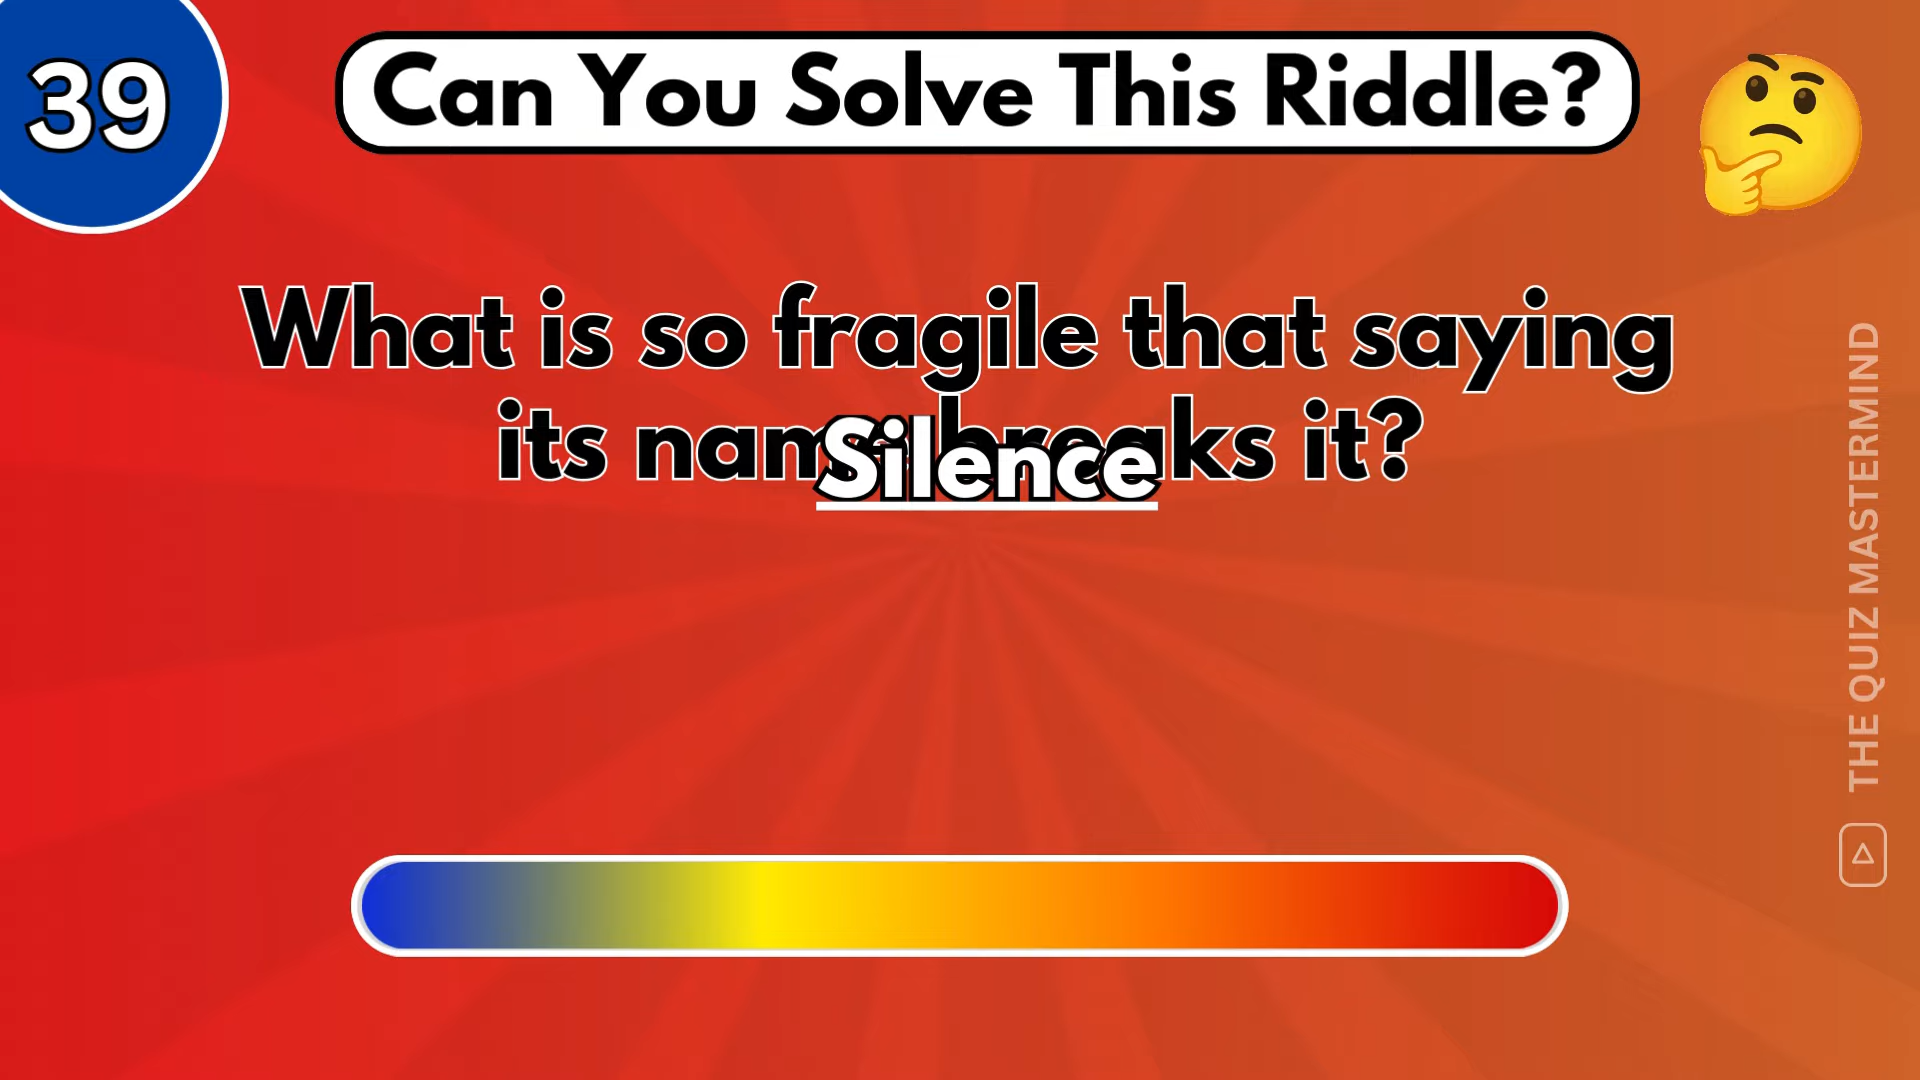 39
Can You Solve This Riddle?
What is so fragile that saying
its name breaks it?
Silence
THE QUIZ MASTERMIND